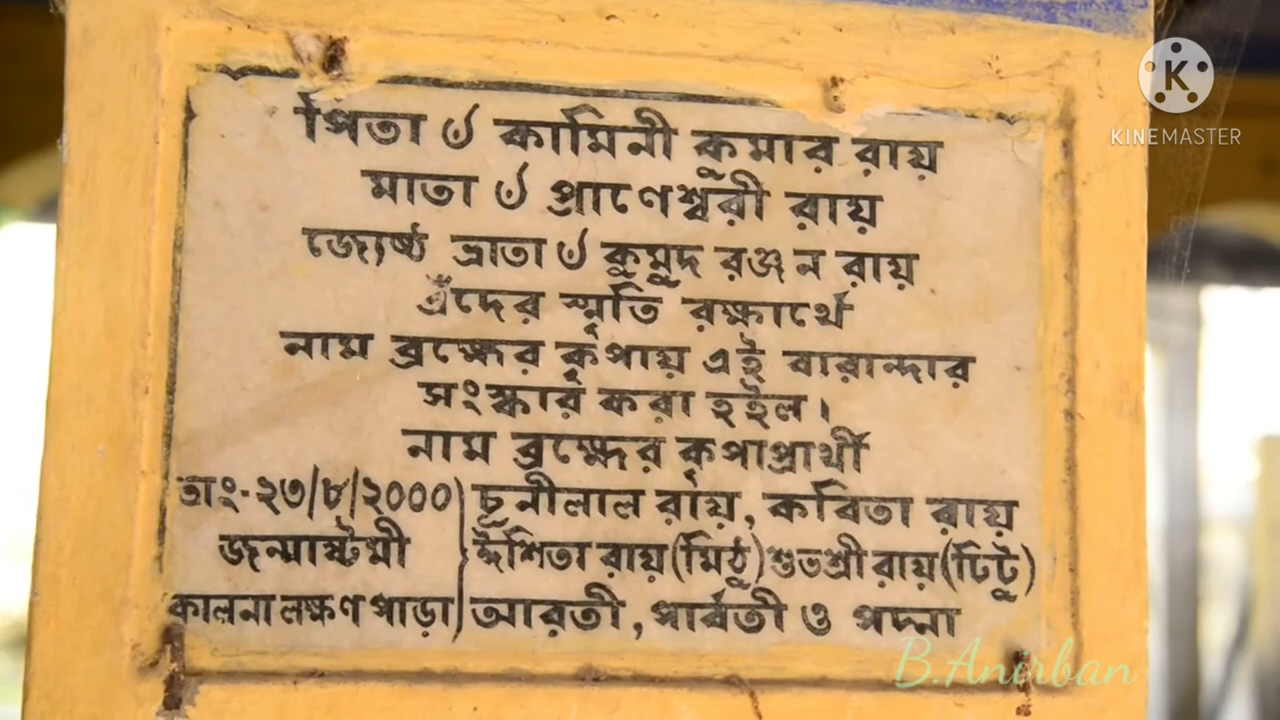 পিতা ৺ কামিনী কুমার রায়
মাতা ৺ প্রাণেশ্বরী রায়
জ্যেষ্ঠ ভ্রাতা ৺ কুমুদ রঞ্জন রায়
এঁদের স্মৃতি রক্ষার্থে
নাম ব্রহ্মের কৃপায় এই বারান্দার
সংস্কার করা হইল।
নাম ব্রহ্মের কৃপাপ্রার্থী
তাং-২৩/৮/২০০০) চুনীলাল রায়, কবিতা রায়
জন্মাষ্টমী ঈশিতা রায় (মিঠু) শুভশ্রী রায় (টিটু)
কালনা লক্ষণ পাড়া) আরতী, পার্বতী ও পদ্মা
K
KINEMASTER
B.Anirban